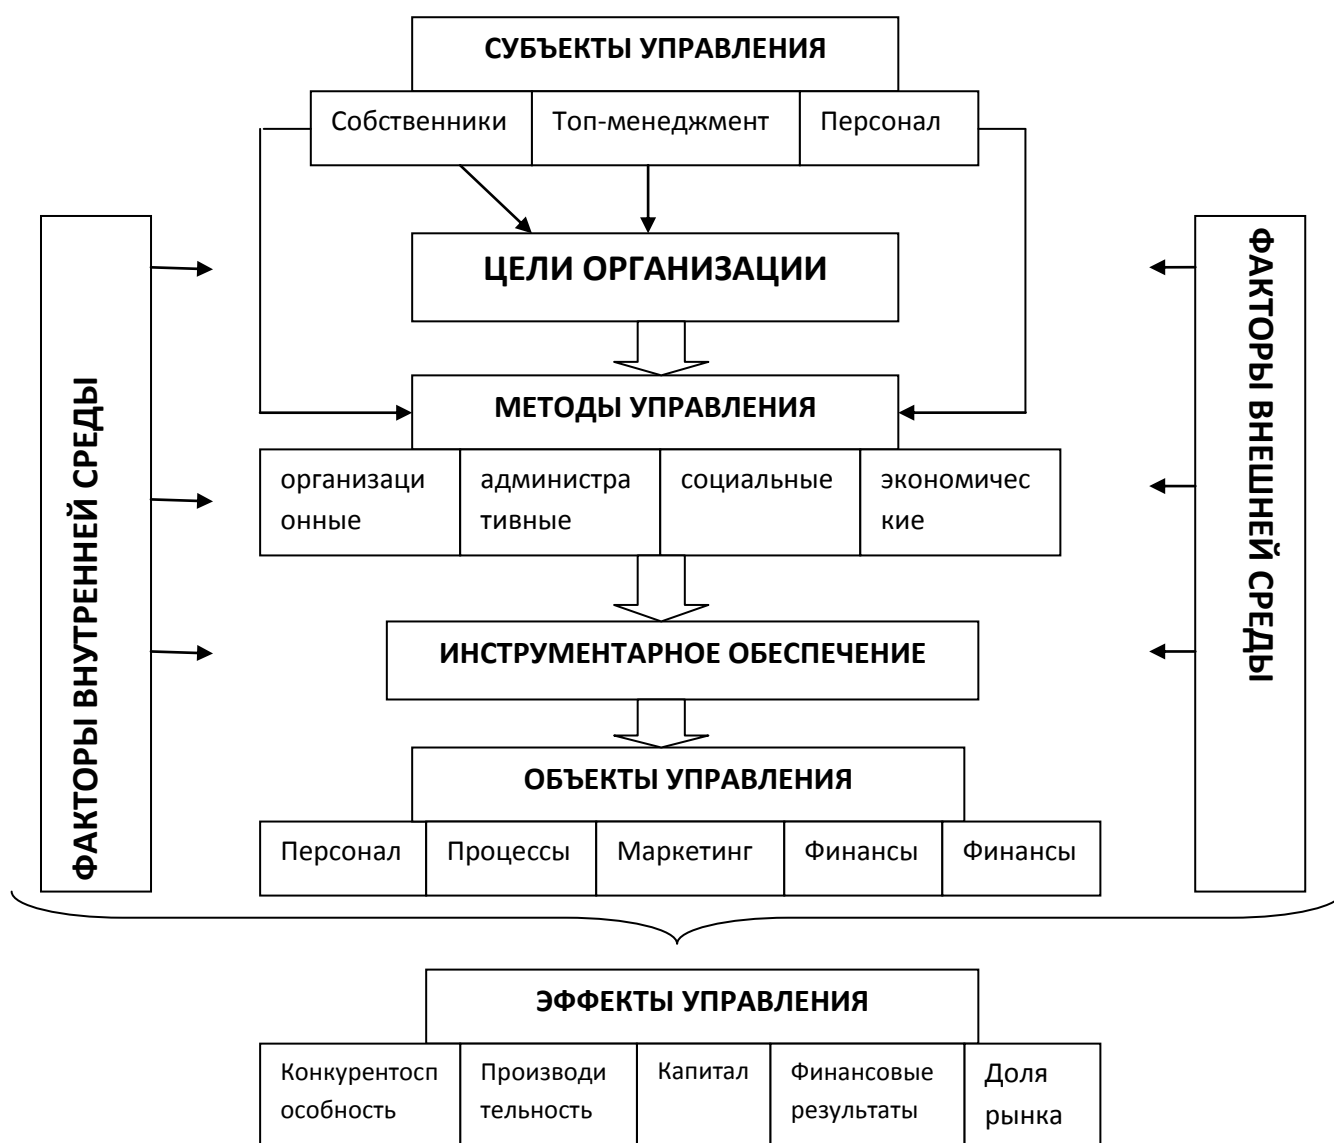 СУБЪЕКТЫ УПРАВЛЕНИЯ
Собственники
Топ-менеджмент
Персонал
ФАКТОРЫ ВНУТРЕННЕЙ СРЕДЫ
ЦЕЛИ ОРГАНИЗАЦИИ
ФАКТОРЫ ВНЕШНЕЙ СРЕДЫ
МЕТОДЫ УПРАВЛЕНИЯ
организаци
онные
администра
тивные
социальные
экономичес
кие
ИНСТРУМЕНТАРНОЕ ОБЕСПЕЧЕНИЕ
ОБЪЕКТЫ УПРАВЛЕНИЯ
Персонал
Процессы
Маркетинг
Финансы
Финансы
ЭФФЕКТЫ УПРАВЛЕНИЯ
Конкурентосп
особность
Производи
тельность
Капитал
Финансовые
результаты
Доля
рынка